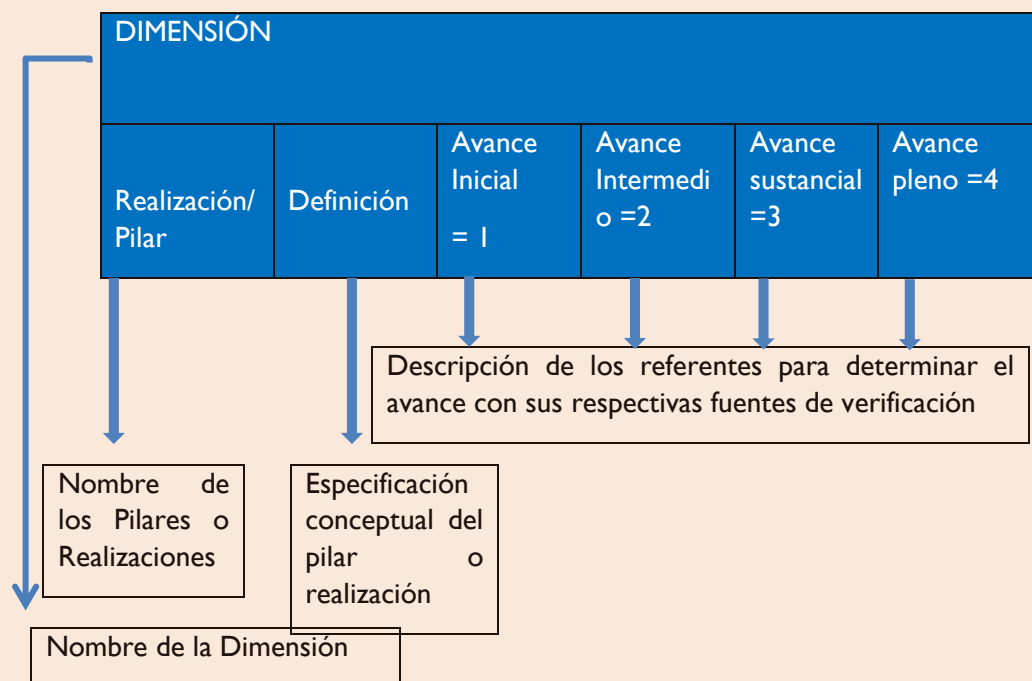 DIMENSIÓN
Realización/
Pilar
Definición
Avance
Inicial
= 1
Avance
Intermedi
o =2
Avance
sustancial
=3
Avance
pleno =4
Descripción de los referentes para determinar el
avance con sus respectivas fuentes de verificación
Nombre de
los Pilares o
Realizaciones
Especificación
conceptual del
pilar o
realización
Nombre de la Dimensión